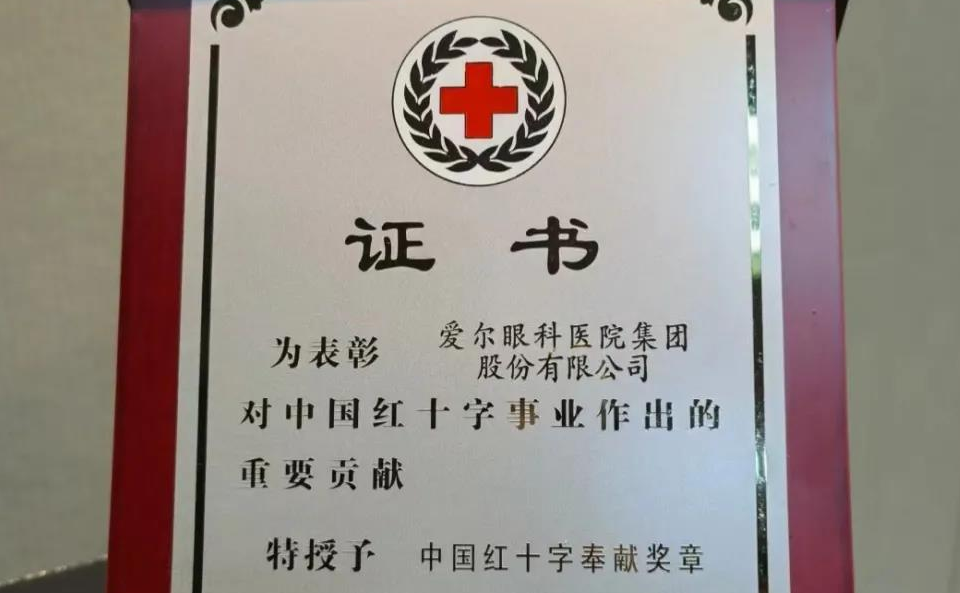 证书
为表彰 爱尔眼科医院集团
股份有限公司
对中国红十字事业作出的
重要贡献
特授予 中国红十字奉献奖章